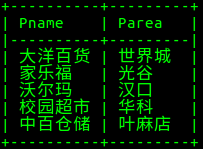 +----------+----------+
| Pname | Parea |
|----------+----------|
| 大洋百货 | 世界城 |
| 家乐福 | 光谷 |
| 沃尔玛 | 汉口 |
| 校园超市 | 华科 |
| 中百仓储 | 叶麻店 |
+----------+----------+